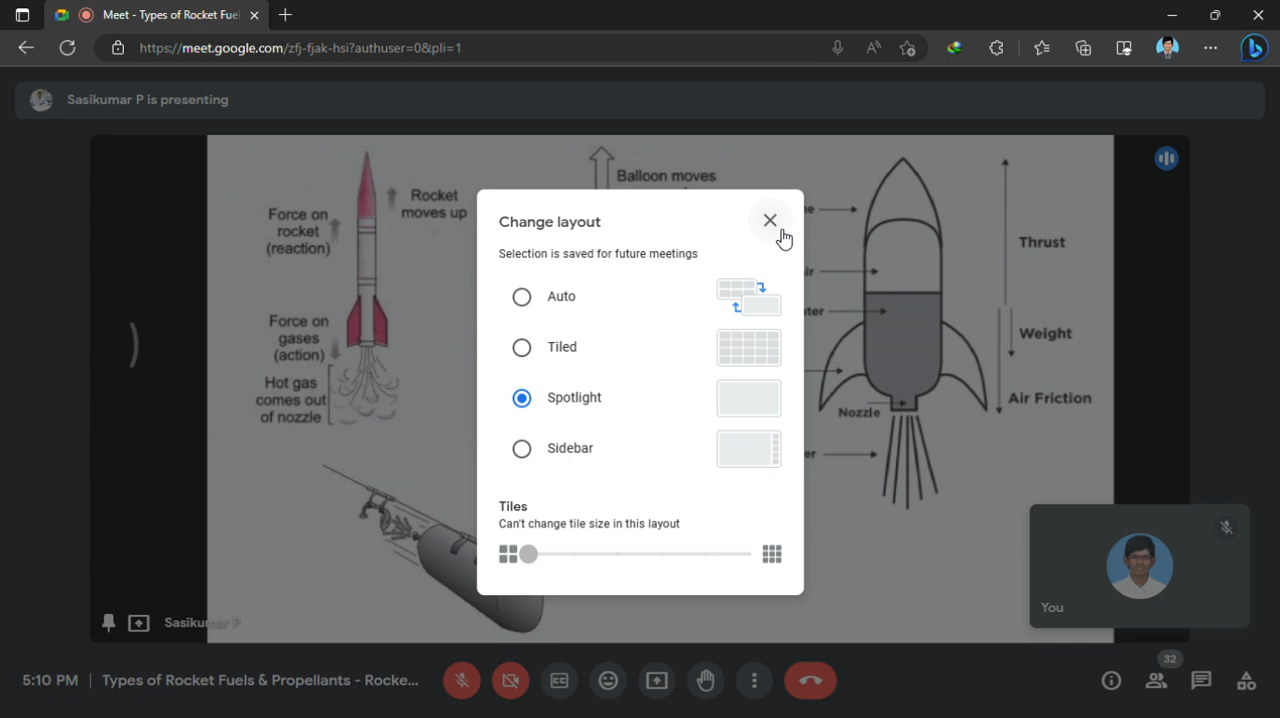 Meet - Types of Rocket Fuel
https://meet.google.com/zfj-fjak-hsi?authuser=0&pli=1
Sasikumar P is presenting
Balloon moves
Rocket
moves up
Force on
rocket
(reaction)
Force on
gases
(action)
Hot gas
comes out
of nozzle
Change layout
Selection is saved for future meetings
Auto
Tiled
Spotlight
Sidebar
Tiles
Can't change tile size in this layout
Thrust
Weight
Air Friction
Nozzle
You
Sasikumar P
5:10 PM | Types of Rocket Fuels & Propellants - Rocke...
32